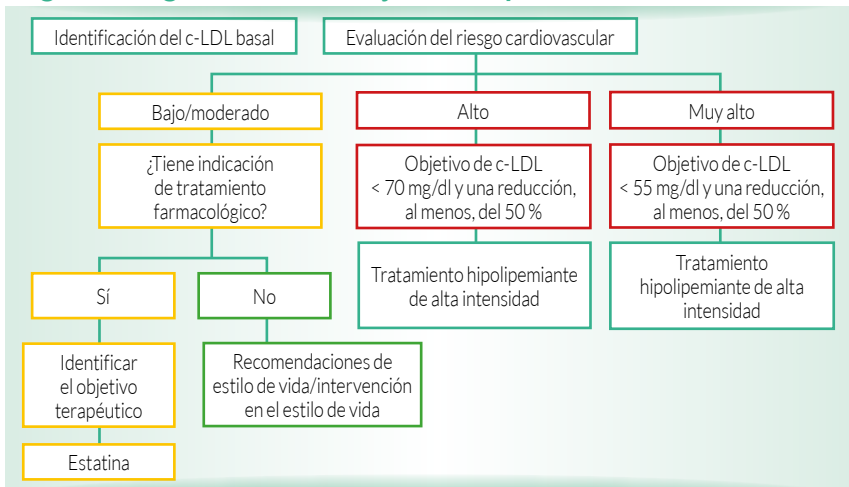 Identificación del c-LDL basal
Evaluación del riesgo cardiovascular
Bajo/moderado
Alto
Muy alto
¿Tiene indicación
de tratamiento
farmacológico?
Objetivo de c-LDL
< 70 mg/dl y una reducción,
al menos, del 50 %
Objetivo de c-LDL
< 55 mg/dl y una reducción,
al menos, del 50 %
Tratamiento hipolipemiante
de alta intensidad
Tratamiento
hipolipemiante de alta
intensidad
Sí
No
Identificar
el objetivo
terapéutico
Recomendaciones de
estilo de vida/intervención
en el estilo de vida
Estatina